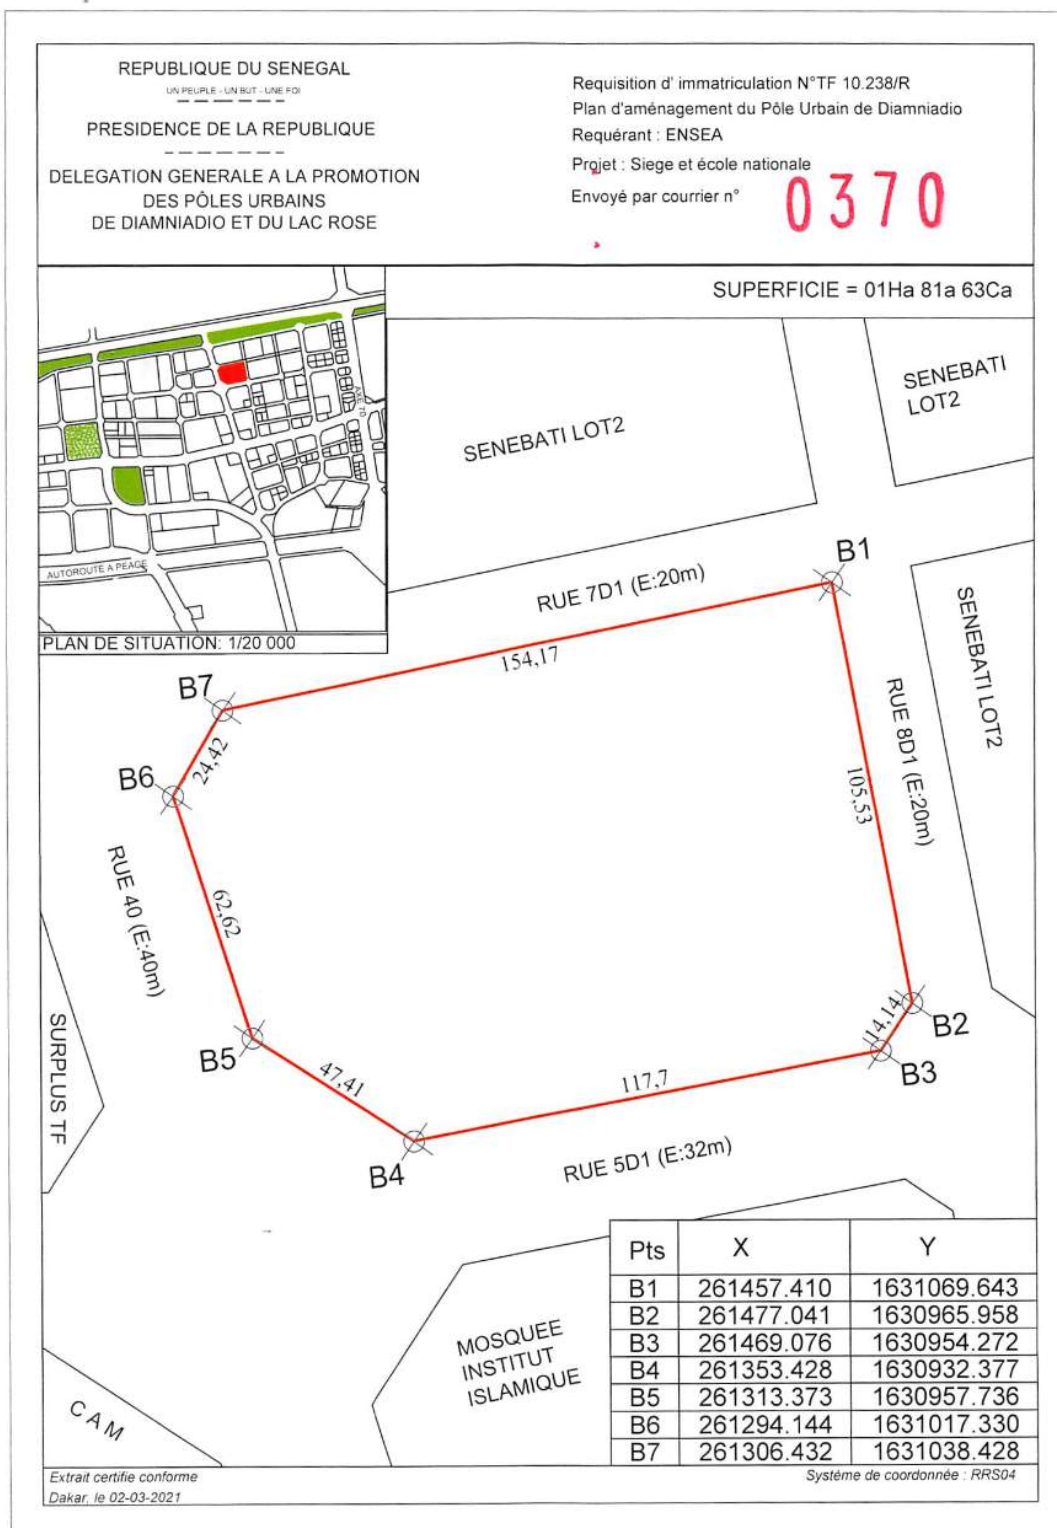 REPUBLIQUE DU SENEGAL
UN PEUPLE - UN BUT - UNE FOI
PRESIDENCE DE LA REPUBLIQUE
DELEGATION GENERALE A LA PROMOTION
DES PÔLES URBAINS
DE DIAMNIADIO ET DU LAC ROSE
Requisition d' immatriculation N°TF 10.238/R
Plan d'aménagement du Pôle Urbain de Diamniadio
Requérant : ENSEA
Projet : Siege et école nationale
Envoyé par courrier n° 0370
SUPERFICIE = 01Ha 81a 63Ca
AXE 7B
AUTOROUTE A PEAGE
PLAN DE SITUATION: 1/20 000
SENEBATI LOT2
SENEBATI
LOT2
SENEBATI LOT2
RUE 7D1 (E:20m)
B1
154,17
B7
24,42
B6
RUE 8D1 (E:20m)
105,53
RUE 40 (E:40m)
62,62
SURPLUS TF
B5
47,41
14,14
B2
B3
117,7
B4
RUE 5D1 (E:32m)
MOSQUEE
INSTITUT
ISLAMIQUE
CAM
Pts X Y
B1 261457.410 1631069.643
B2 261477.041 1630965.958
B3 261469.076 1630954.272
B4 261353.428 1630932.377
B5 261313.373 1630957.736
B6 261294.144 1631017.330
B7 261306.432 1631038.428
Extrait certifie conforme
Dakar, le 02-03-2021
Systéme de coordonnée : RRS04